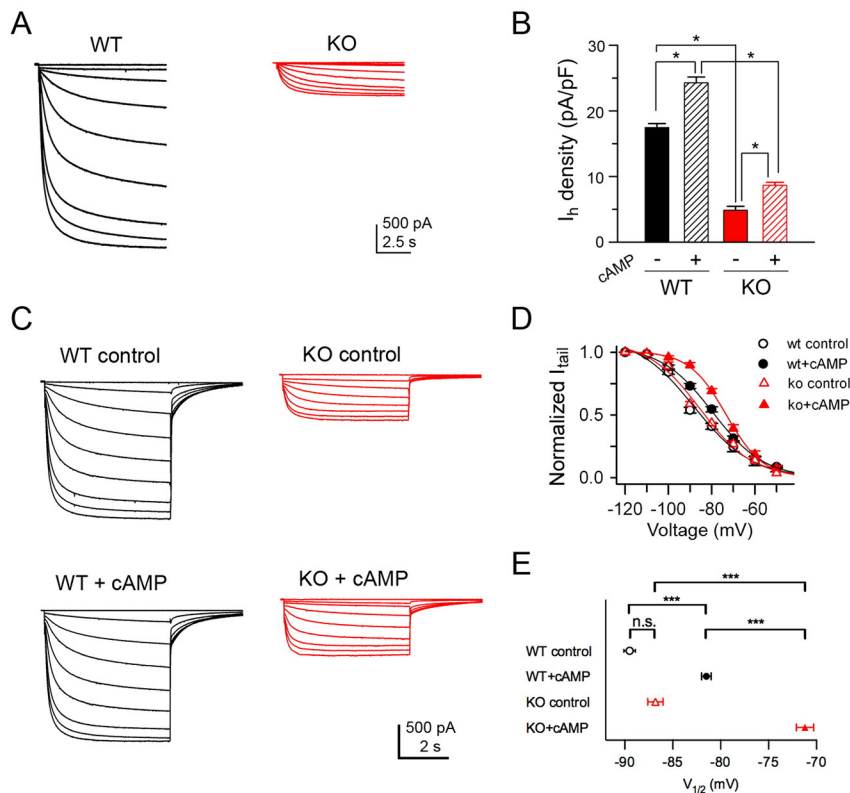 A
WT
KO
500 pA
2.5 s
B
I_h density (pA/pF)
30
20
10
0
*
*
*
*
cAMP
-
+
-
+
WT
KO
C
WT control
KO control
WT + cAMP
KO + cAMP
500 pA
2 s
D
Normalized I_tail
1.0
0.5
0.0
-120
-100
-80
-60
Voltage (mV)
wt control
wt+cAMP
ko control
ko+cAMP
E
***
***
n.s.
***
WT control
WT+cAMP
KO control
KO+cAMP
-90
-85
-80
-75
-70
V_1/2 (mV)